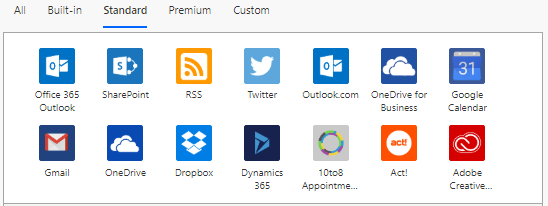 All Built-in Standard Premium Custom
Office 365 Outlook
SharePoint
RSS
Twitter
Outlook.com
OneDrive for Business
31
Google Calendar
Gmail
OneDrive
Dropbox
Dynamics 365
10to8 Appointme...
act!
Act!
Adobe Creative...